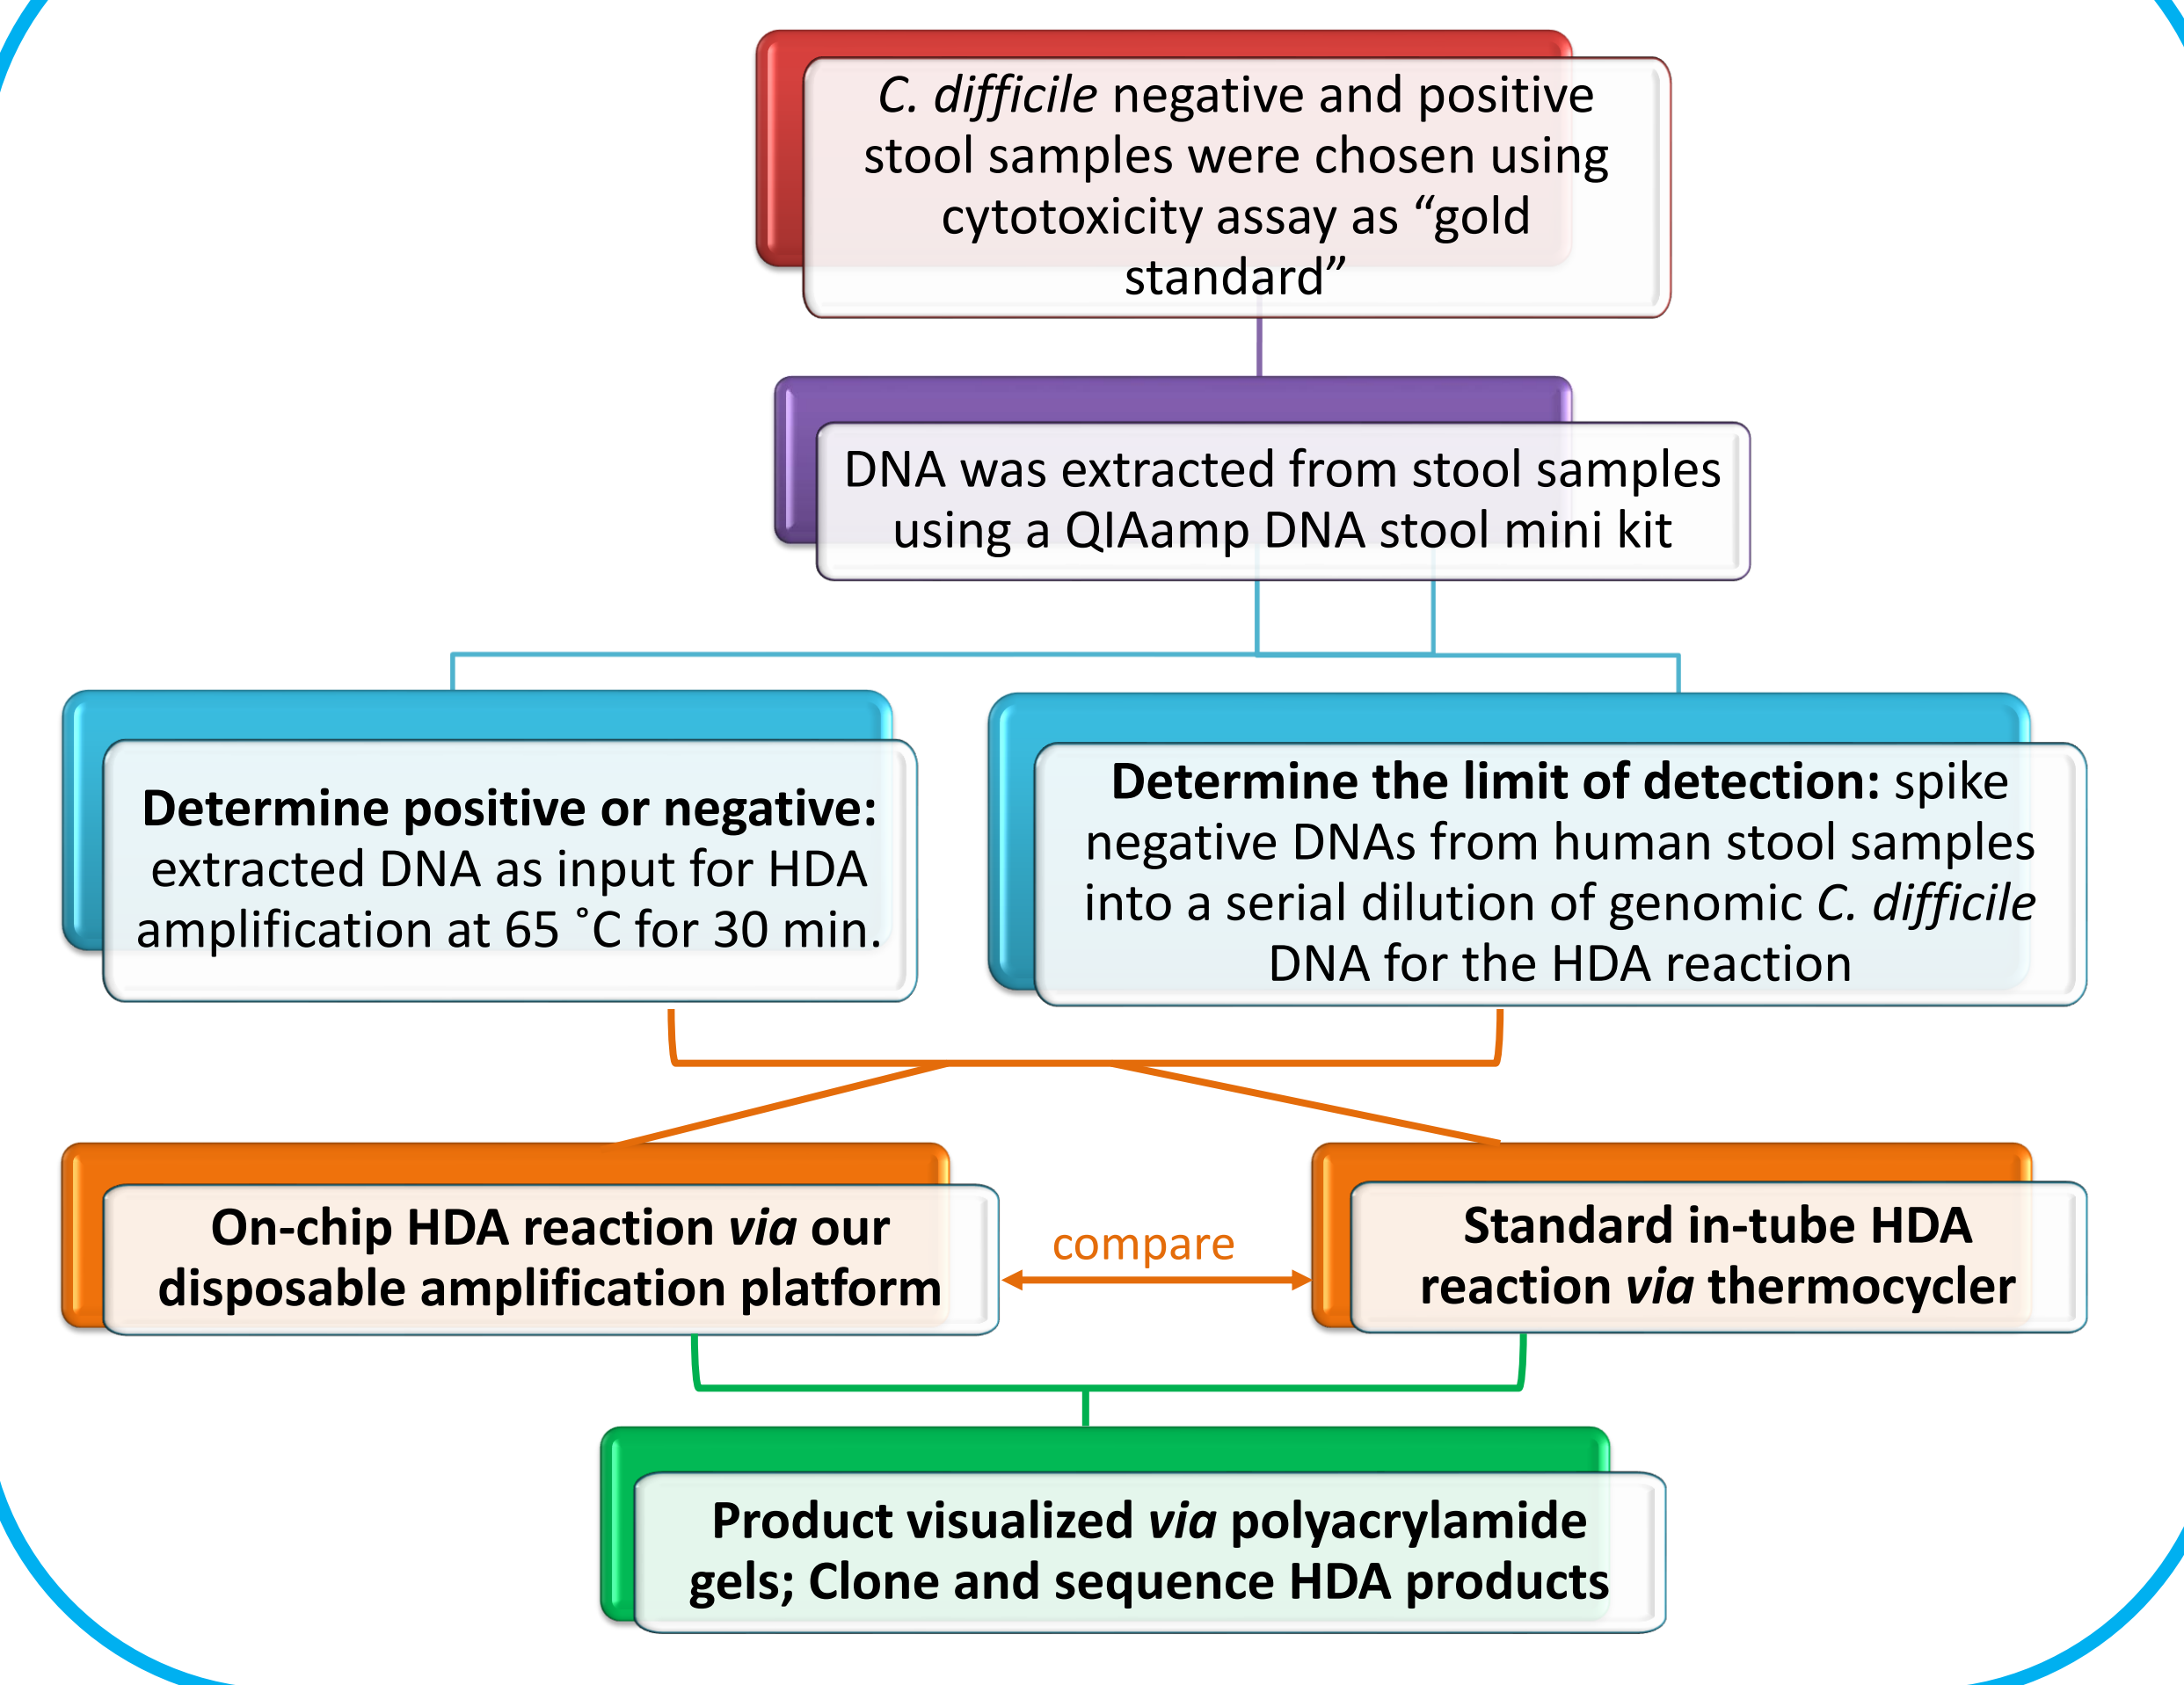 C. difficile negative and positive
stool samples were chosen using
cytotoxicity assay as “gold
standard”
DNA was extracted from stool samples
using a QIAamp DNA stool mini kit
Determine positive or negative:
extracted DNA as input for HDA
amplification at 65 ˚C for 30 min.
Determine the limit of detection: spike
negative DNAs from human stool samples
into a serial dilution of genomic C. difficile
DNA for the HDA reaction
On-chip HDA reaction via our
disposable amplification platform
compare
Standard in-tube HDA
reaction via thermocycler
Product visualized via polyacrylamide
gels; Clone and sequence HDA products